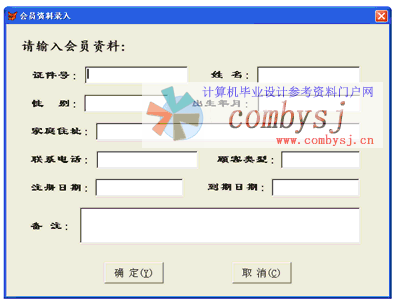 会员资料录入
请输入会员资料:
证件号: 姓 名:
计算机毕业设计参考资料门户网
性 别: 出生年月:
combysj
家庭住址:
www.combysj.cn
联系电话: 顾客类型:
注册日期: 到期日期:
备 注:
确 定(Y) 取 消(C)